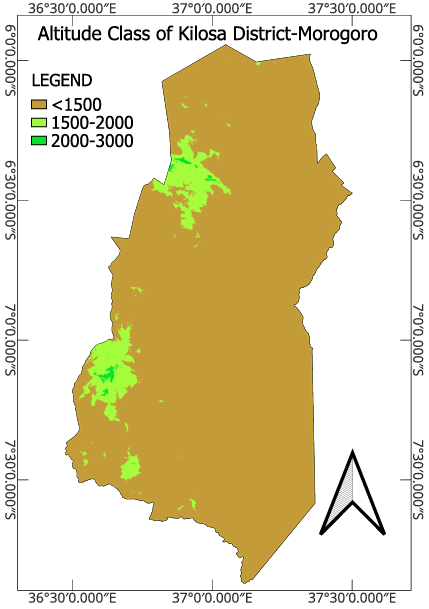 36°30'0.000"E 37°0'0.000"E 37°30'0.000"E
Altitude Class of Kilosa District-Morogoro
LEGEND
<1500
1500-2000
2000-3000
6°0'0.000"S 6°0'0.000"S
6°30'0.000"S 6°30'0.000"S
7°0'0.000"S 7°0'0.000"S
7°30'0.000"S 7°30'0.000"S
36°30'0.000"E 37°0'0.000"E 37°30'0.000"E